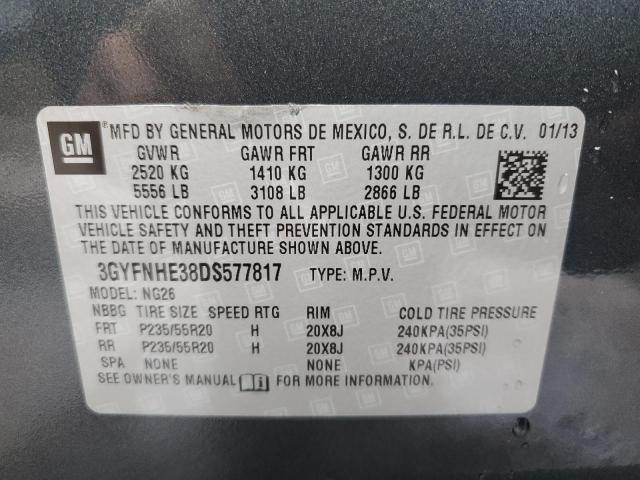 GM MFD BY GENERAL MOTORS DE MEXICO, S. DE R.L. DE C.V. 01/13
GVWR GAWR FRT GAWR RR
2520 KG 1410 KG 1300 KG
5556 LB 3108 LB 2866 LB
THIS VEHICLE CONFORMS TO ALL APPLICABLE U.S. FEDERAL MOTOR
VEHICLE SAFETY AND THEFT PREVENTION STANDARDS IN EFFECT ON
THE DATE OF MANUFACTURE SHOWN ABOVE.
3GYFNHE38DS577817 TYPE: M.P.V.
MODEL: NG26
NBBG TIRE SIZE SPEED RTG RIM COLD TIRE PRESSURE
FRT P235/55R20 H 20X8J 240KPA(35PSI)
RR P235/55R20 H 20X8J 240KPA(35PSI)
SPA NONE NONE KPA(PSI)
SEE OWNER'S MANUAL FOR MORE INFORMATION.